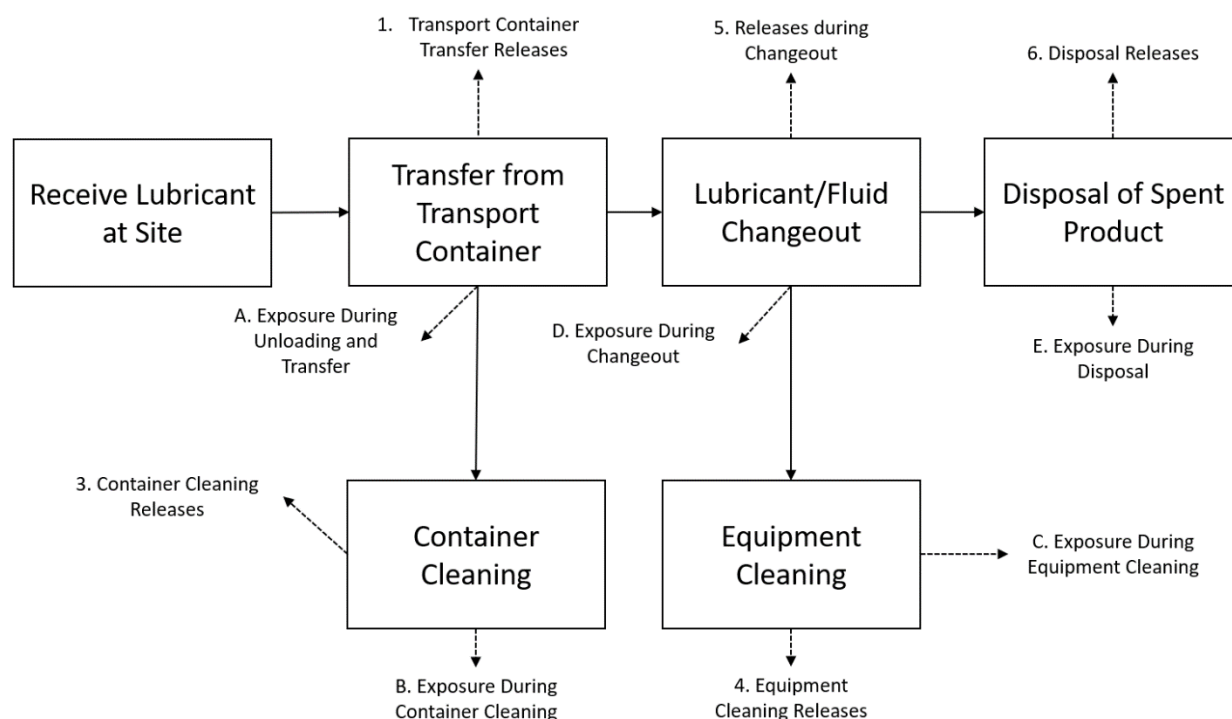 1. Transport Container
Transfer Releases
5. Releases during
Changeout
6. Disposal Releases
Receive Lubricant
at Site
Transfer from
Transport
Container
Lubricant/Fluid
Changeout
Disposal of Spent
Product
A. Exposure During
Unloading and
Transfer
D. Exposure During
Changeout
E. Exposure During
Disposal
3. Container Cleaning
Releases
Container
Cleaning
Equipment
Cleaning
C. Exposure During
Equipment Cleaning
B. Exposure During
Container Cleaning
4. Equipment
Cleaning Releases